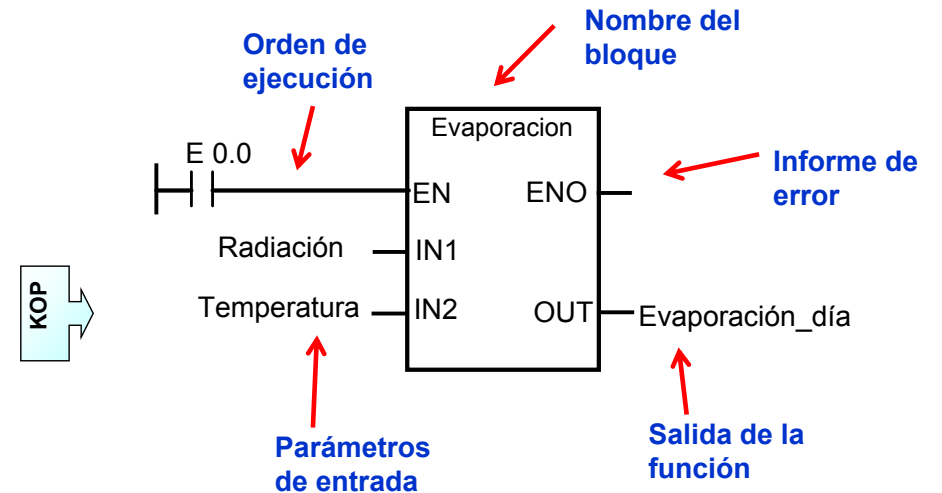 Nombre del
bloque
Orden de
ejecución
Evaporacion
E 0.0
Informe de
error
EN
ENO
Radiación
IN1
KOP
Temperatura
IN2
OUT
Evaporación_día
Parámetros
de entrada
Salida de la
función